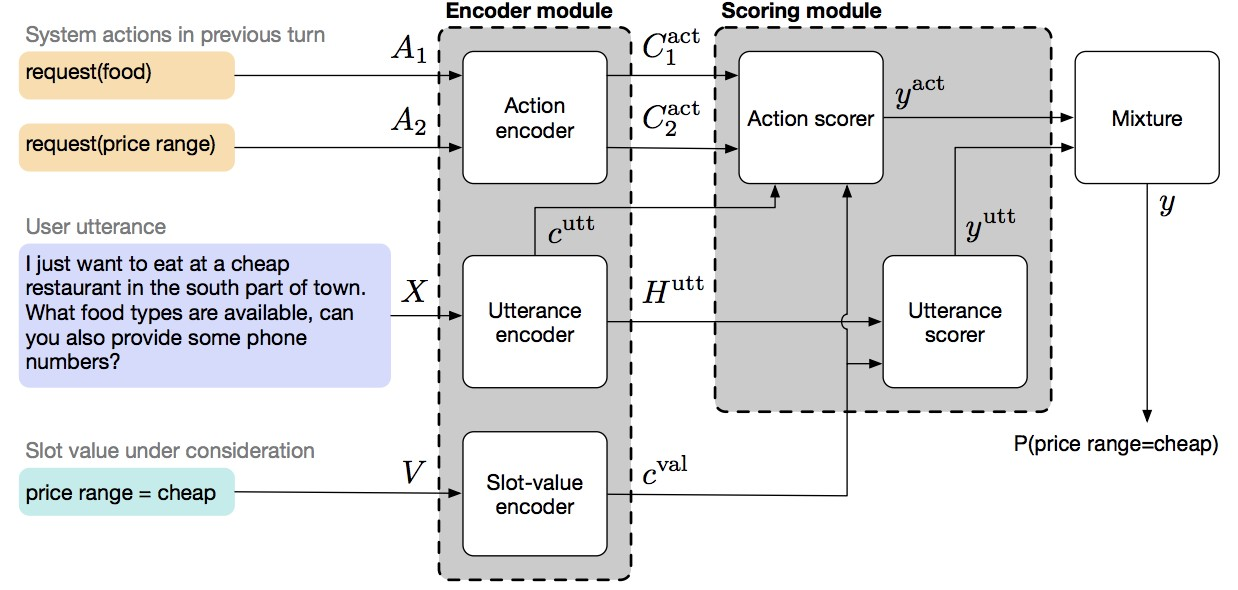 Encoder module
Scoring module
System actions in previous turn
request(food)
A₁
C₁ᵃᶜᵗ
Action
encoder
Action scorer
yᵃᶜᵗ
Mixture
request(price range)
A₂
C₂ᵃᶜᵗ
y
User utterance
cᵘᵗᵗ
yᵘᵗᵗ
I just want to eat at a cheap
restaurant in the south part of town.
What food types are available, can
you also provide some phone
numbers?
X
Utterance
encoder
Hᵘᵗᵗ
Utterance
scorer
P(price range=cheap)
Slot value under consideration
price range = cheap
V
Slot-value
encoder
cᵛᵃˡ